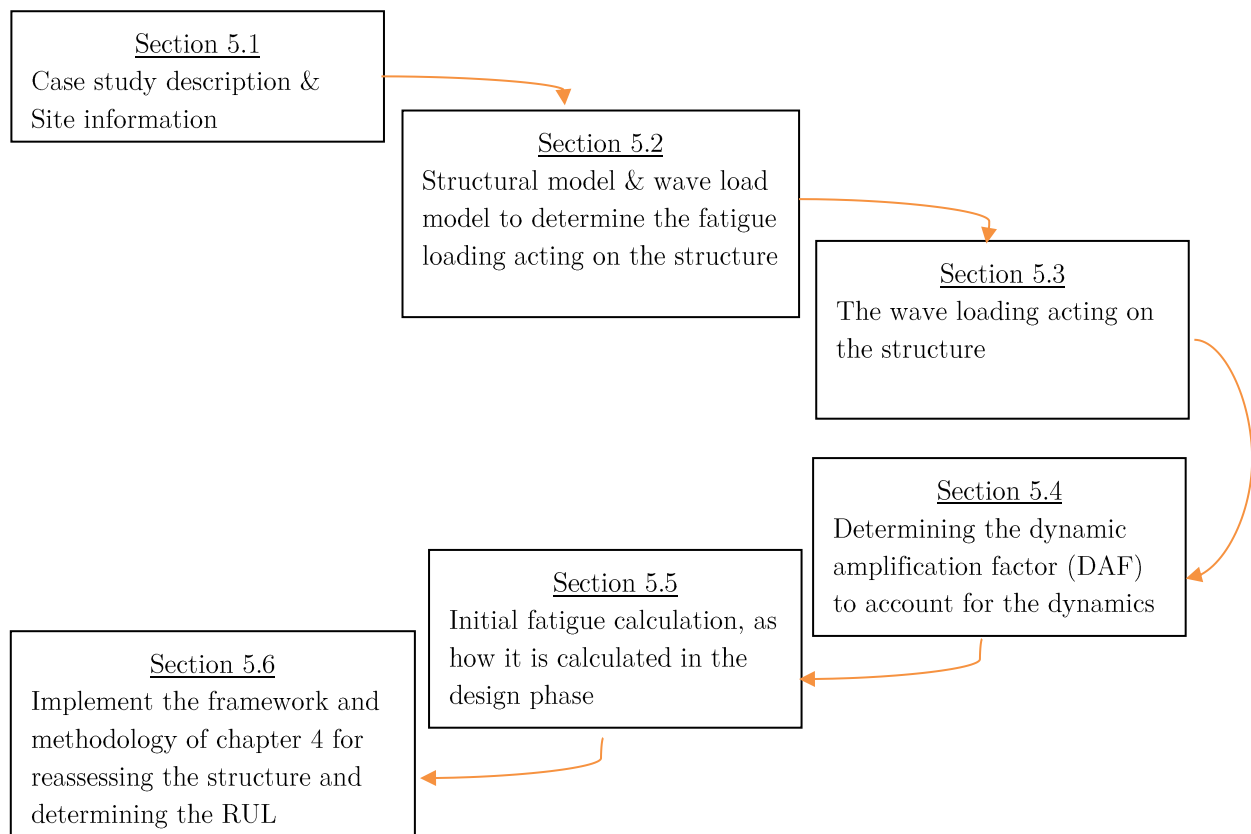 Section 5.1
Case study description &
Site information
Section 5.2
Structural model & wave load
model to determine the fatigue
loading acting on the structure
Section 5.3
The wave loading acting on
the structure
Section 5.4
Determining the dynamic
amplification factor (DAF)
to account for the dynamics
Section 5.5
Initial fatigue calculation, as
how it is calculated in the
design phase
Section 5.6
Implement the framework and
methodology of chapter 4 for
reassessing the structure and
determining the RUL